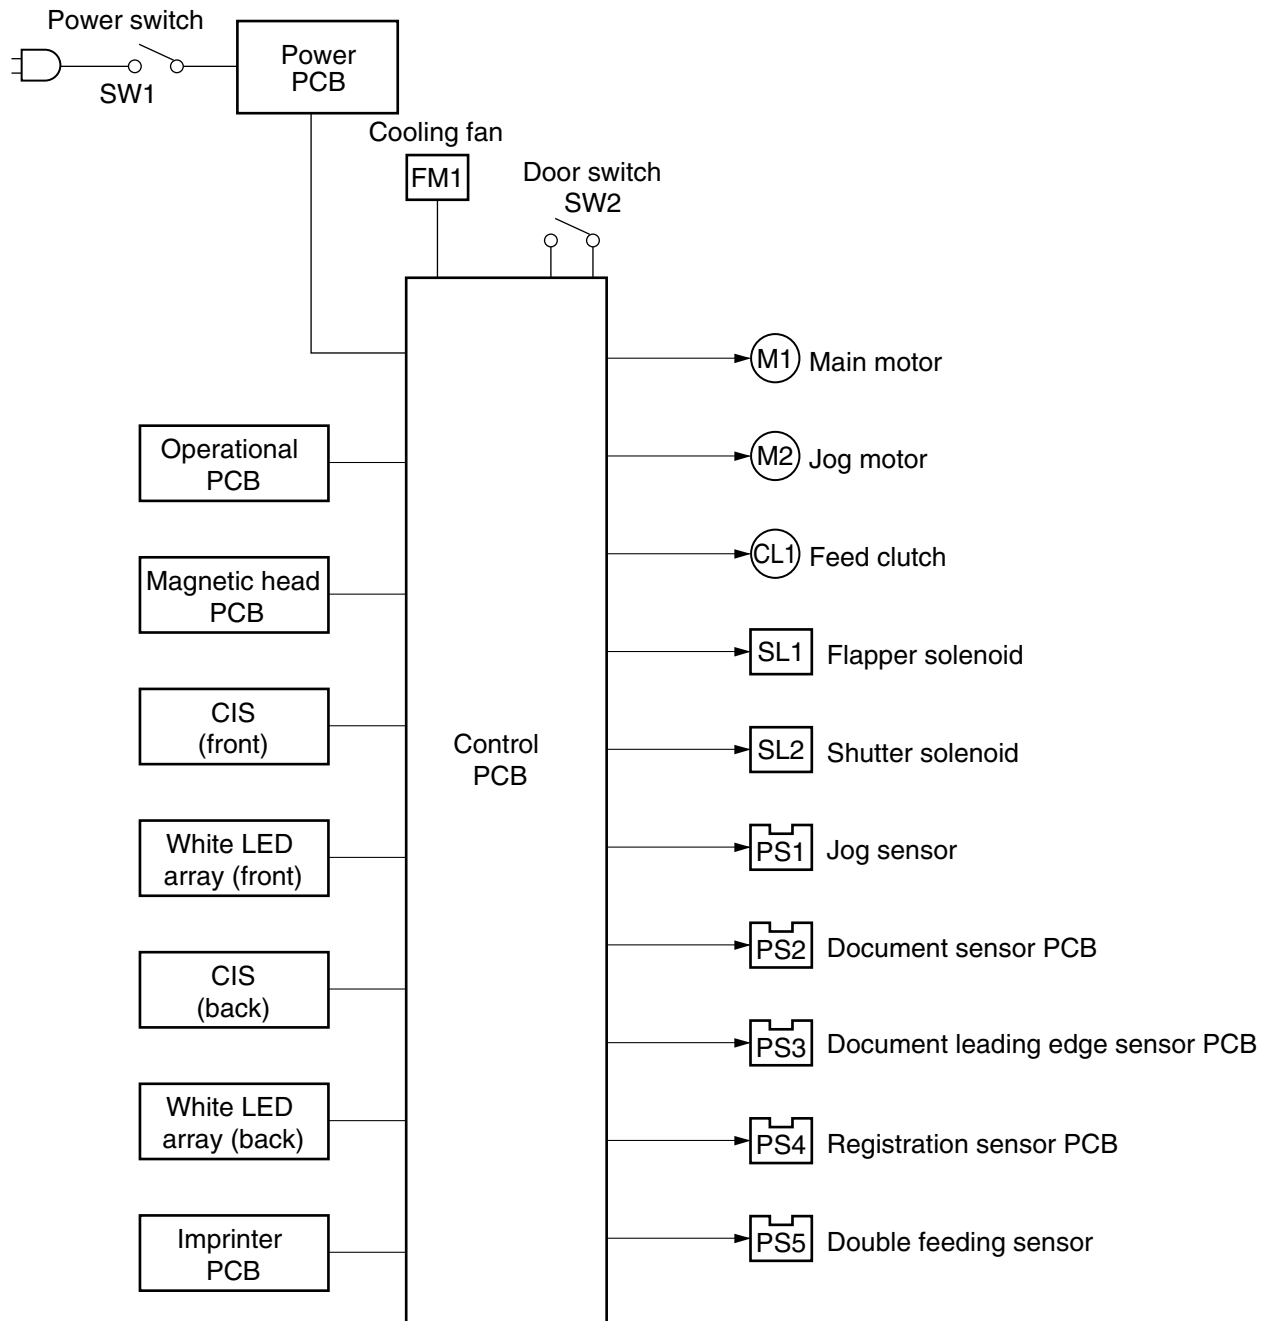 Power switch
SW1
Power
PCB
Cooling fan
FM1
Door switch
SW2
Operational
PCB
Magnetic head
PCB
CIS
(front)
White LED
array (front)
CIS
(back)
White LED
array (back)
Imprinter
PCB
Control
PCB
M1 Main motor
M2 Jog motor
CL1 Feed clutch
SL1 Flapper solenoid
SL2 Shutter solenoid
PS1 Jog sensor
PS2 Document sensor PCB
PS3 Document leading edge sensor PCB
PS4 Registration sensor PCB
PS5 Double feeding sensor